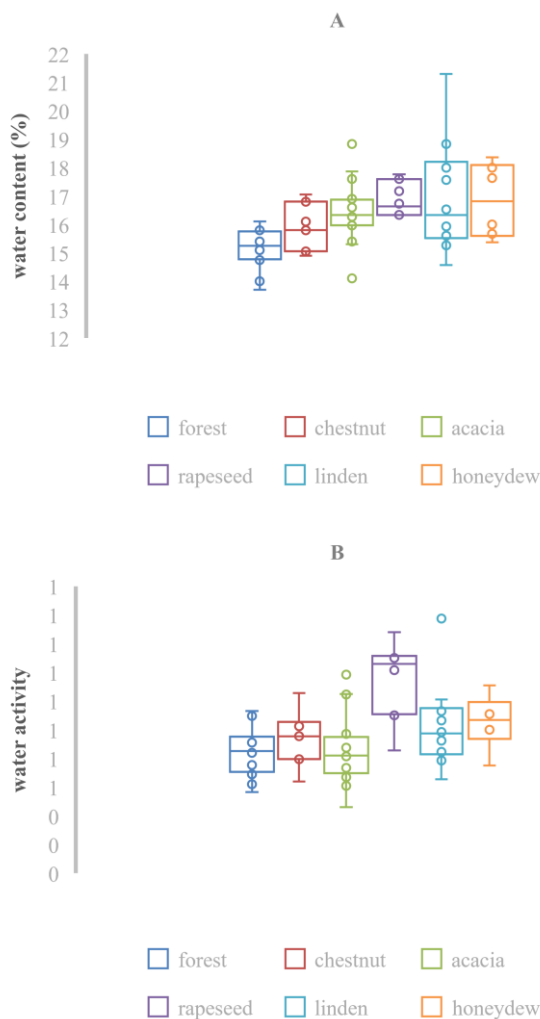 A
water content (%)
22
21
20
19
18
17
16
15
14
13
12
forest chestnut acacia
rapeseed linden honeydew
B
water activity
1
1
1
1
1
1
1
1
0
0
0
forest chestnut acacia
rapeseed linden honeydew